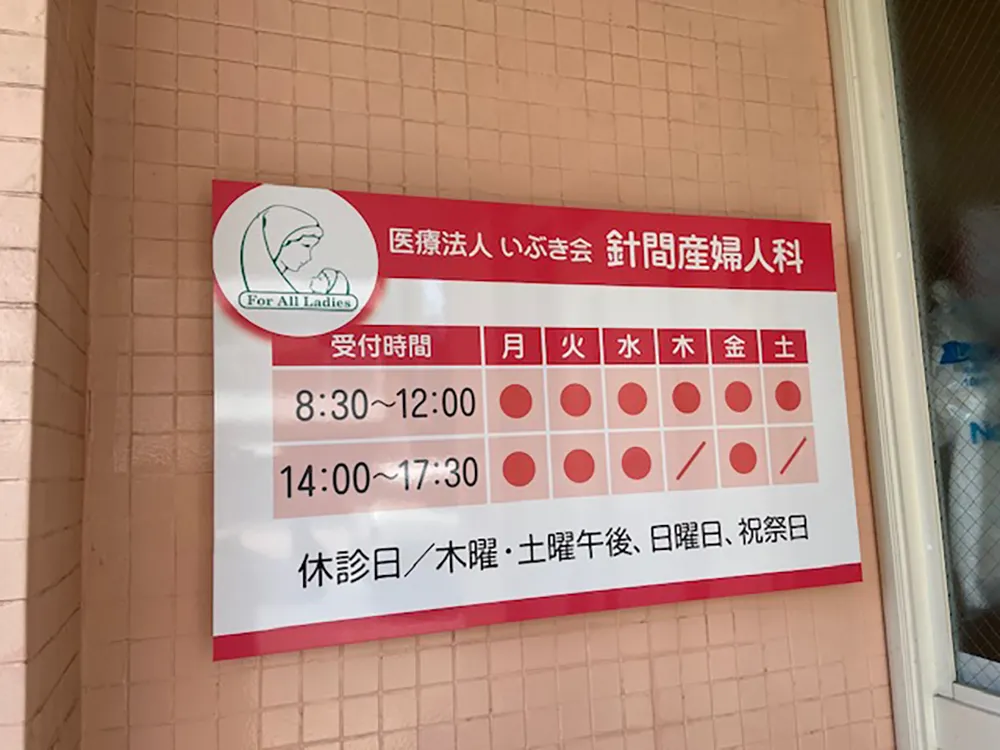 医療法人 いぶき会 針間産婦人科
For All Ladies
受付時間 月 火 水 木 金 土
8:30〜12:00 ● ● ● ● ● ●
14:00〜17:30 ● ● ● ／ ● ／
休診日／木曜・土曜午後、日曜日、祝祭日